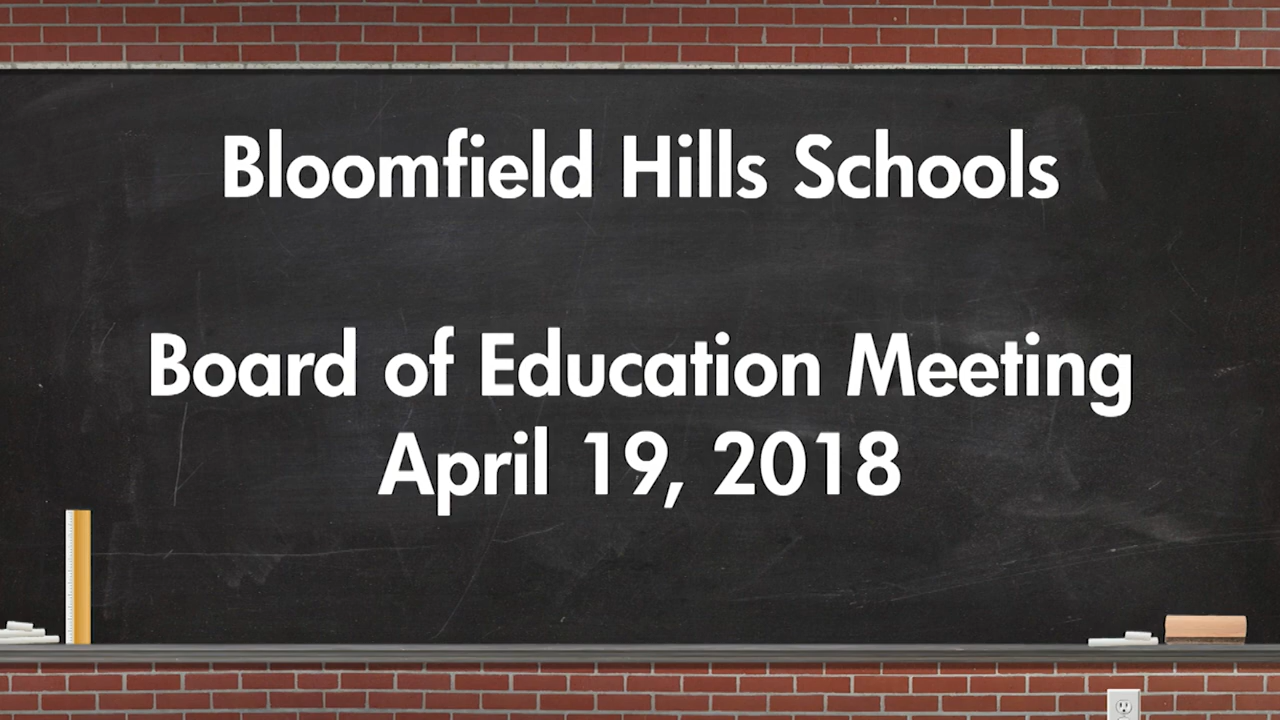 Bloomfield Hills Schools
Board of Education Meeting
April 19, 2018